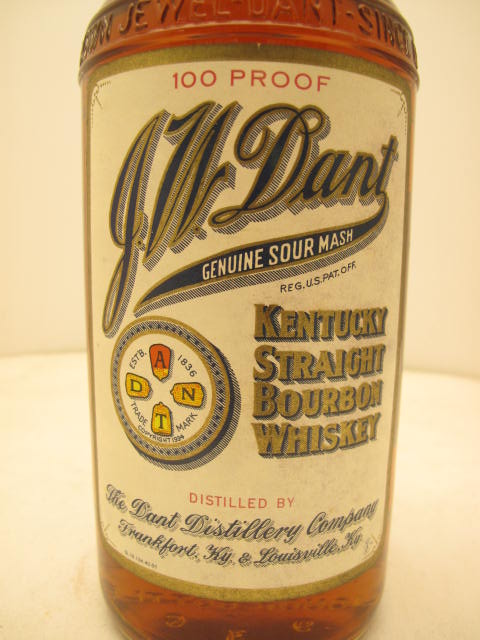 JEWEL-DANT-SINCE
100 PROOF
J.W. Dant
GENUINE SOUR MASH
REG. U.S. PAT. OFF.
KENTUCKY
STRAIGHT
BOURBON
WHISKEY
ESTB. 1836
D A N T
TRADE MARK
COPYRIGHT 1934
DISTILLED BY
The Dant Distillery Company
Frankfort, Ky. & Louisville, Ky.